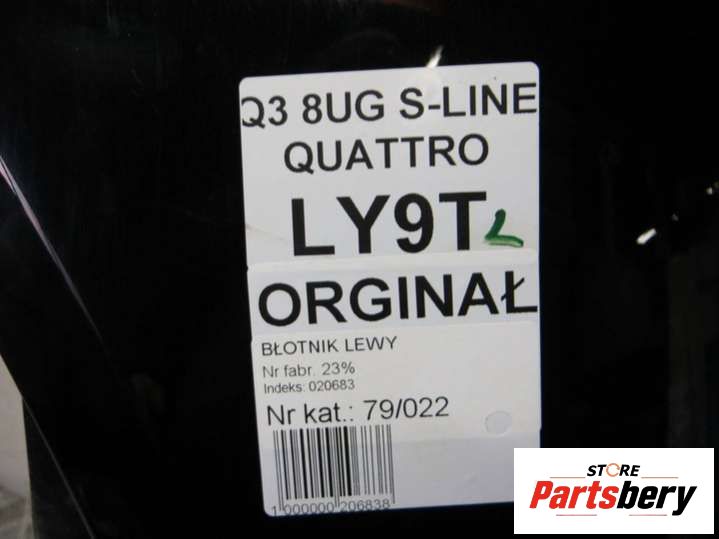 Q3 8UG S-LINE
QUATTRO
LY9T L
ORGINAŁ
BŁOTNIK LEWY
Nr fabr. 23%
Indeks: 020683
Nr kat.: 79/022
1 000000 206838
STORE
Partsbery